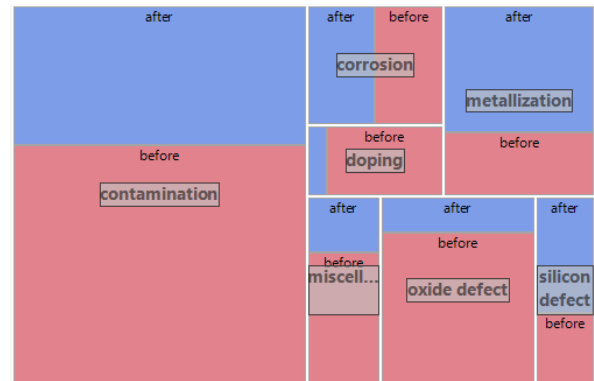 after
before
contamination
after
before
corrosion
before
doping
after
metallization
before
after
before
miscell...
after
before
oxide defect
after
silicon
defect
before